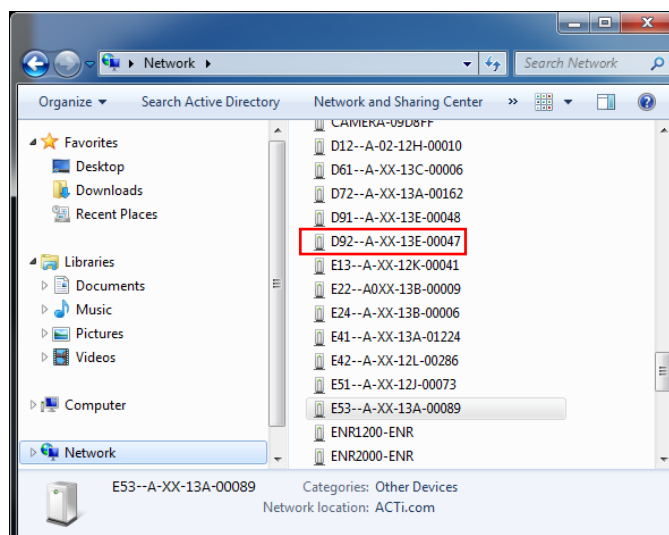 Network
Search Network
Organize
Search Active Directory
Network and Sharing Center
»
Favorites
Desktop
Downloads
Recent Places
Libraries
Documents
Music
Pictures
Videos
Computer
Network
CAMERA-09D8FF
D12--A-02-12H-00010
D61--A-XX-13C-00006
D72--A-XX-13A-00162
D91--A-XX-13E-00048
D92--A-XX-13E-00047
E13--A-XX-12K-00041
E22--A0XX-13B-00009
E24--A-XX-13B-00006
E41--A-XX-13A-01224
E42--A-XX-12L-00286
E51--A-XX-12J-00073
E53--A-XX-13A-00089
ENR1200-ENR
ENR2000-ENR
E53--A-XX-13A-00089 Categories: Other Devices
Network location: ACTi.com